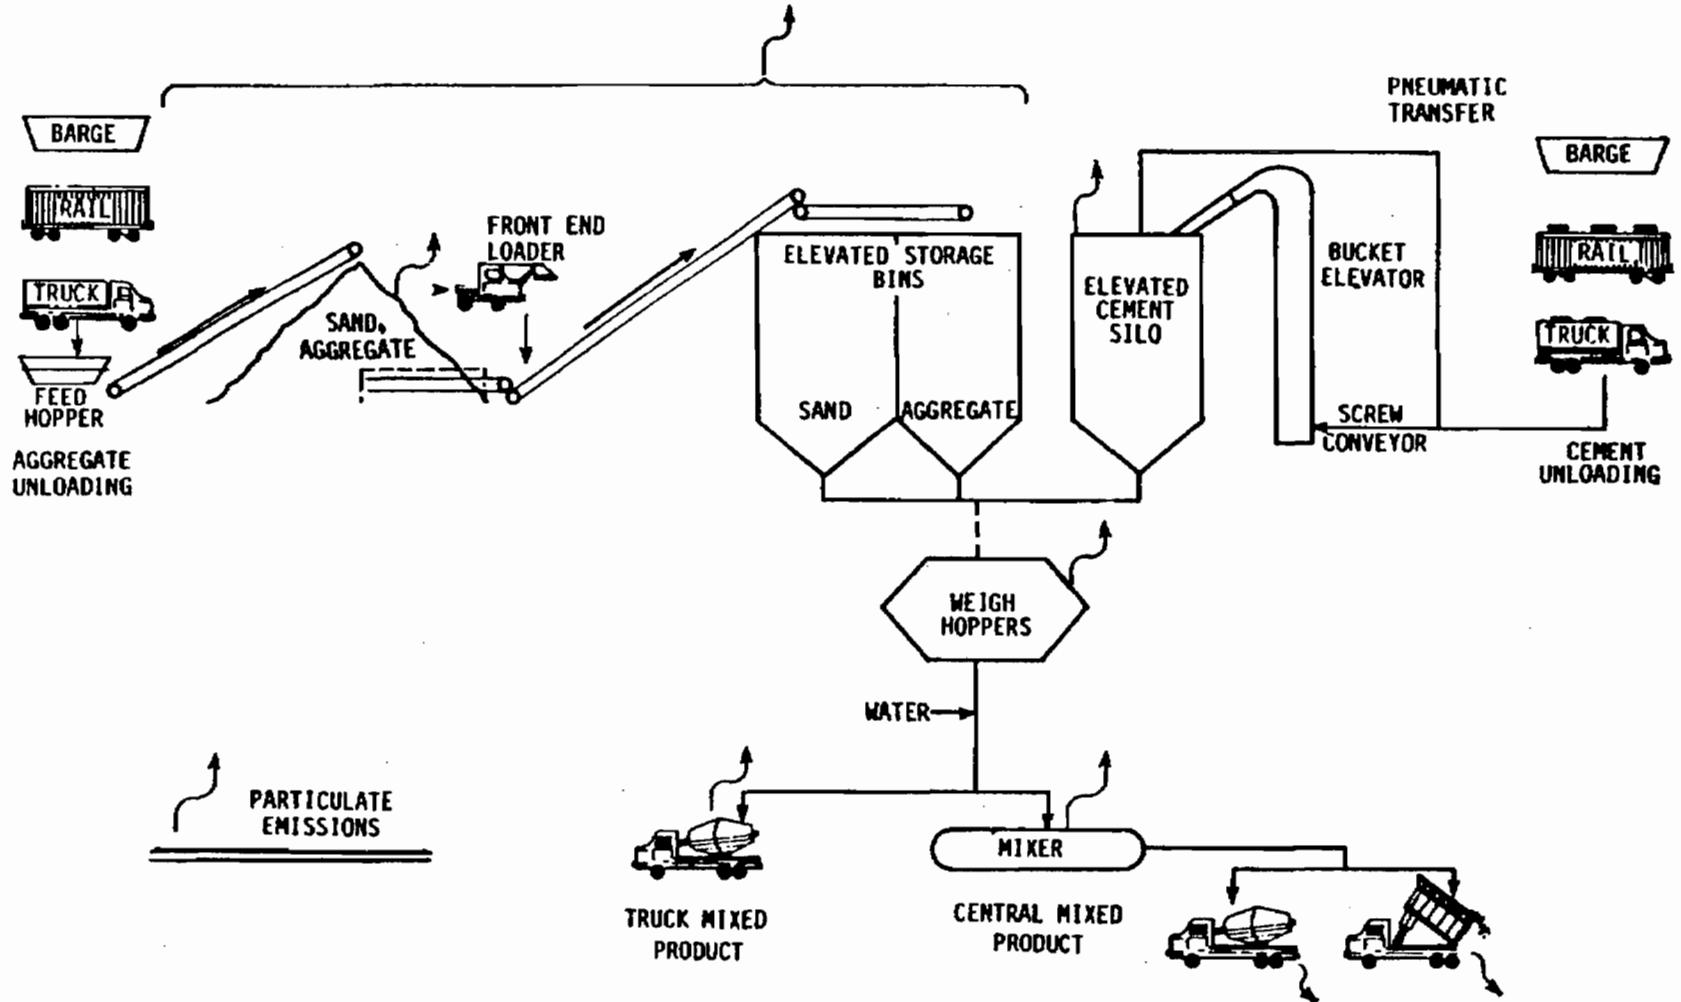 PNEUMATIC
TRANSFER
BARGE
RAIL
TRUCK
FEED
HOPPER
AGGREGATE
UNLOADING
SAND,
AGGREGATE
FRONT END
LOADER
ELEVATED STORAGE
BINS
SAND
AGGREGATE
ELEVATED
CEMENT
SILO
BUCKET
ELEVATOR
SCREW
CONVEYOR
BARGE
RAIL
TRUCK
CEMENT
UNLOADING
WEIGH
HOPPERS
WATER
PARTICULATE
EMISSIONS
TRUCK MIXED
PRODUCT
MIXER
CENTRAL MIXED
PRODUCT